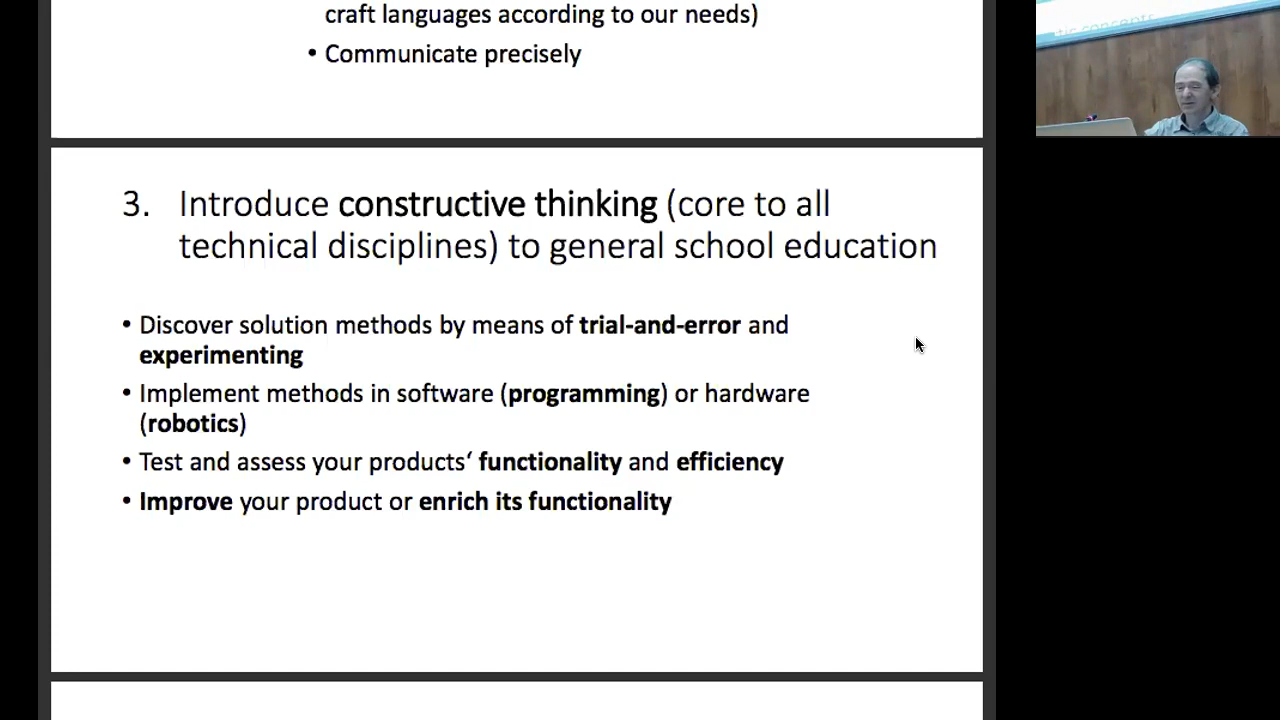 craft languages according to our needs)
• Communicate precisely
3. Introduce constructive thinking (core to all
technical disciplines) to general school education
• Discover solution methods by means of trial-and-error and
experimenting
• Implement methods in software (programming) or hardware
(robotics)
• Test and assess your products‘ functionality and efficiency
• Improve your product or enrich its functionality
concepts